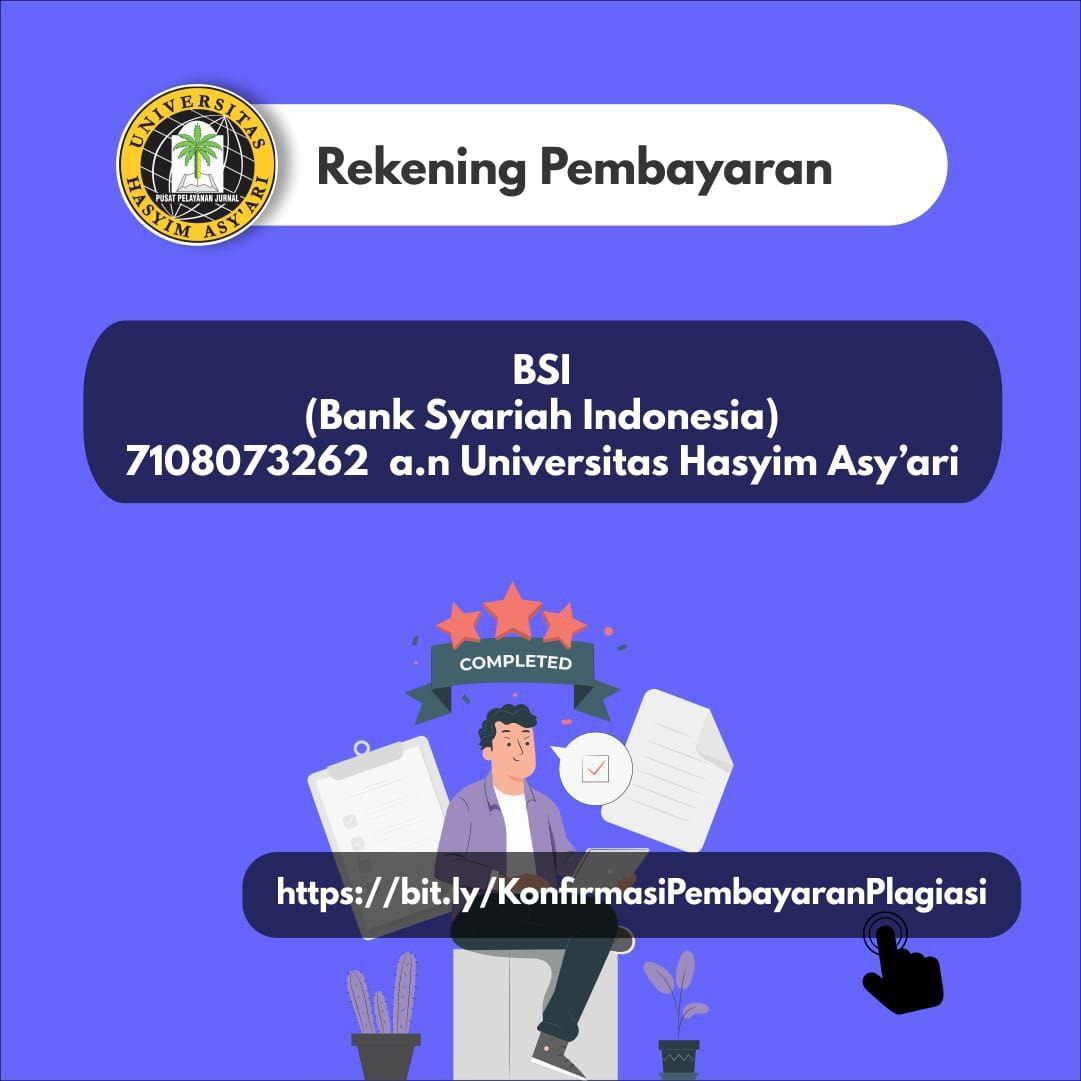 UNIVERSITAS
PUSAT PELAYANAN JURNAL
HASYIM ASY'ARI
Rekening Pembayaran
BSI
(Bank Syariah Indonesia)
7108073262 a.n Universitas Hasyim Asy’ari
COMPLETED
https://bit.ly/KonfirmasiPembayaranPlagiasi